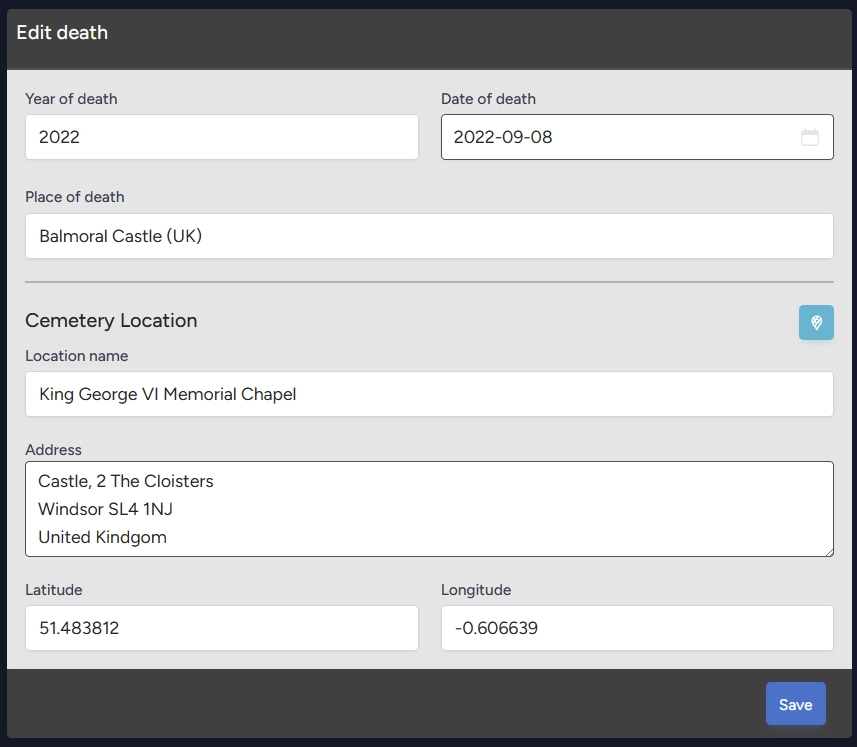 Edit death
Year of death
Date of death
2022
2022-09-08
Place of death
Balmoral Castle (UK)
Cemetery Location
Location name
King George VI Memorial Chapel
Address
Castle, 2 The Cloisters
Windsor SL4 1NJ
United Kindgom
Latitude
Longitude
51.483812
-0.606639
Save